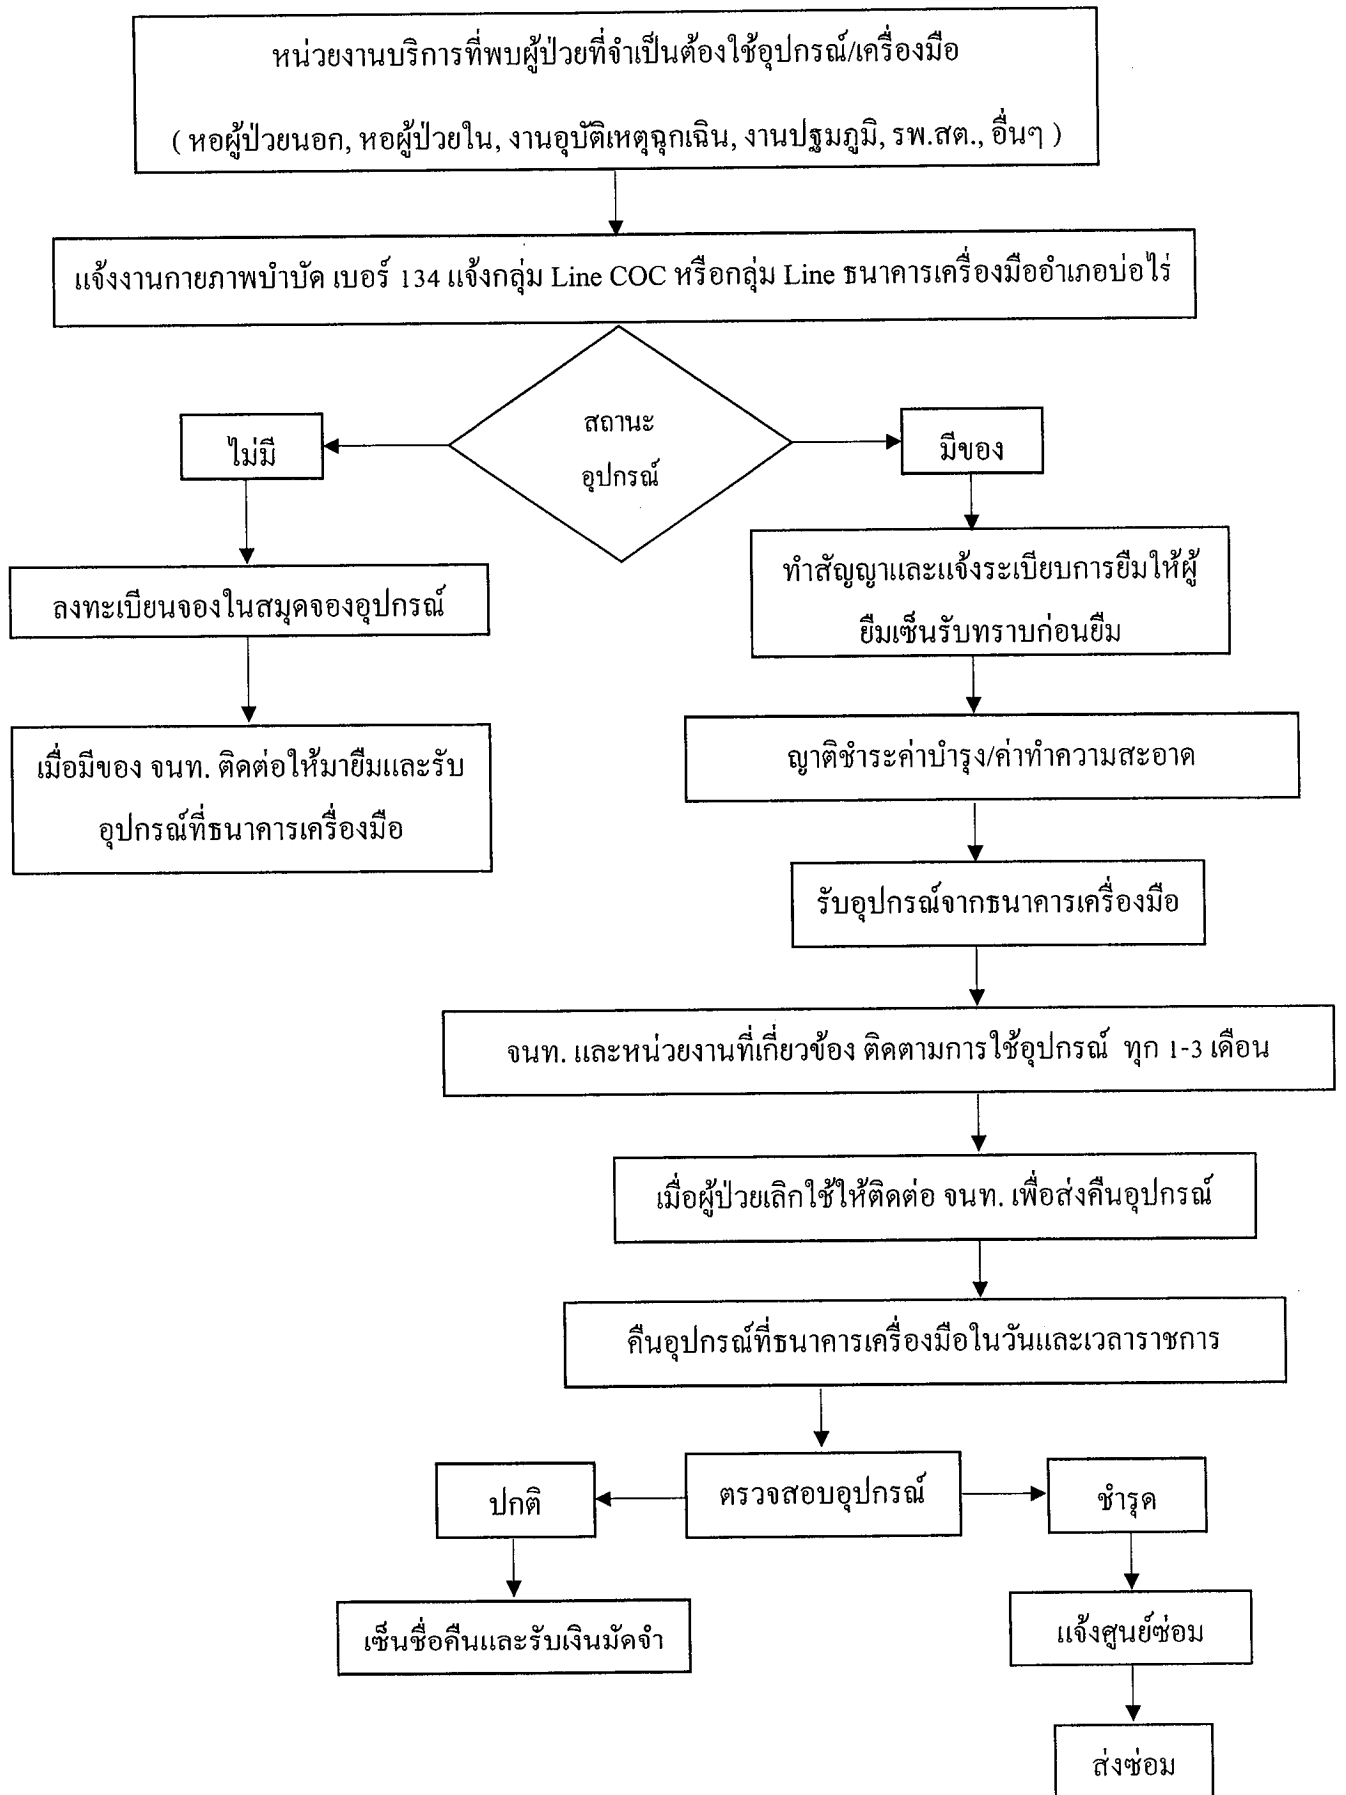 หน่วยงานบริการที่พบผู้ป่วยที่จำเป็นต้องใช้อุปกรณ์/เครื่องมือ
( หอผู้ป่วยนอก, หอผู้ป่วยใน, งานอุบัติเหตุฉุกเฉิน, งานปฐมภูมิ, รพ.สต., อื่นๆ )
แจ้งงานกายภาพบำบัด เบอร์ 134 แจ้งกลุ่ม Line COC หรือกลุ่ม Line ธนาคารเครื่องมืออำเภอบ่อไร่
สถานะ
อุปกรณ์
ไม่มี
ลงทะเบียนจองในสมุดจองอุปกรณ์
เมื่อมีของ จนท. ติดต่อให้มายืมและรับ
อุปกรณ์ที่ธนาคารเครื่องมือ
มีของ
ทำสัญญาและแจ้งระเบียบการยืมให้ผู้
ยืมเซ็นรับทราบก่อนยืม
ญาติชำระค่าบำรุง/ค่าทำความสะอาด
รับอุปกรณ์จากธนาคารเครื่องมือ
จนท. และหน่วยงานที่เกี่ยวข้อง ติดตามการใช้อุปกรณ์ ทุก 1-3 เดือน
เมื่อผู้ป่วยเลิกใช้ให้ติดต่อ จนท. เพื่อส่งคืนอุปกรณ์
คืนอุปกรณ์ที่ธนาคารเครื่องมือในวันและเวลาราชการ
ตรวจสอบอุปกรณ์
ปกติ
เซ็นชื่อคืนและรับเงินมัดจำ
ชำรุด
แจ้งศูนย์ซ่อม
ส่งซ่อม